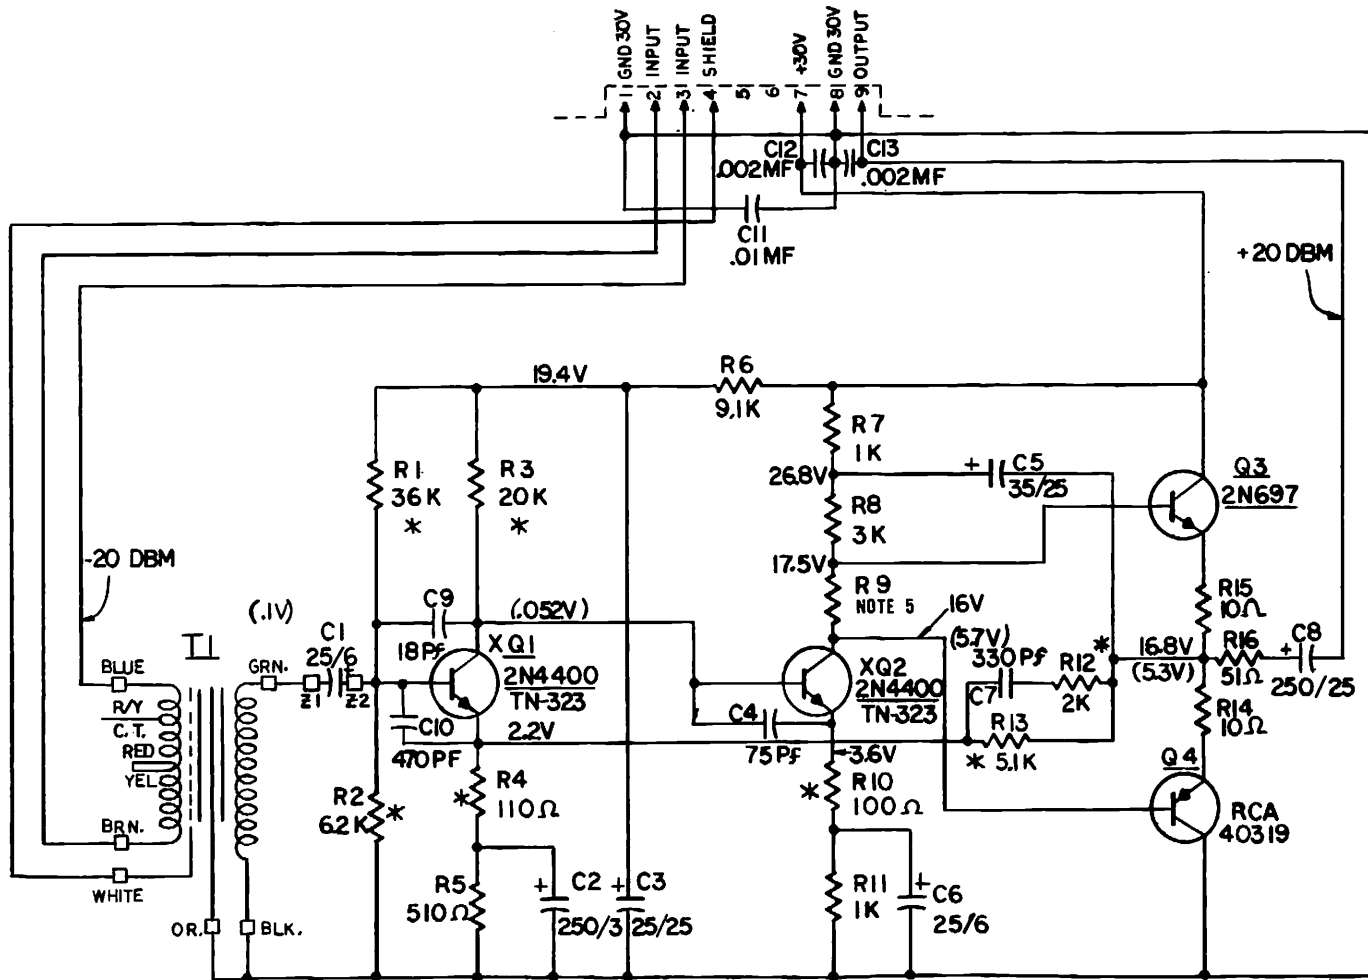 GND 30V
INPUT
INPUT
SHIELD
+30V
GND 30V
OUTPUT
1 2 3 4 5 6 7 8 9
C12
.002MF
C13
.002MF
C11
.01MF
+20 DBM
19.4V
R6
9.1K
R7
1K
R1
36K
*
R3
20K
*
26.8V
+
C5
35/25
Q3
2N697
R8
3K
17.5V
-20 DBM
R9
NOTE 5
16V
(5.7V)
R15
10Ω
(.1V)
C9
18Pf
(.052V)
T1
C1
25/6
+
XQ1
2N4400
TN-323
XQ2
2N4400
TN-323
330Pf
C7
R12
2K
*
16.8V
(5.3V)
R16
51Ω
+
C8
250/25
BLUE
GRN.
Z1
Z2
R/Y
C.T.
RED
YEL
C10
470PF
2.2V
C4
75Pf
3.6V
R13
* 5.1K
R14
10Ω
BRN.
WHITE
R2
6.2K
*
R4
110Ω
*
R10
100Ω
*
Q4
RCA
40319
OR.
BLK.
R5
510Ω
+
C2
250/3
+
C3
25/25
R11
1K
+
C6
25/6